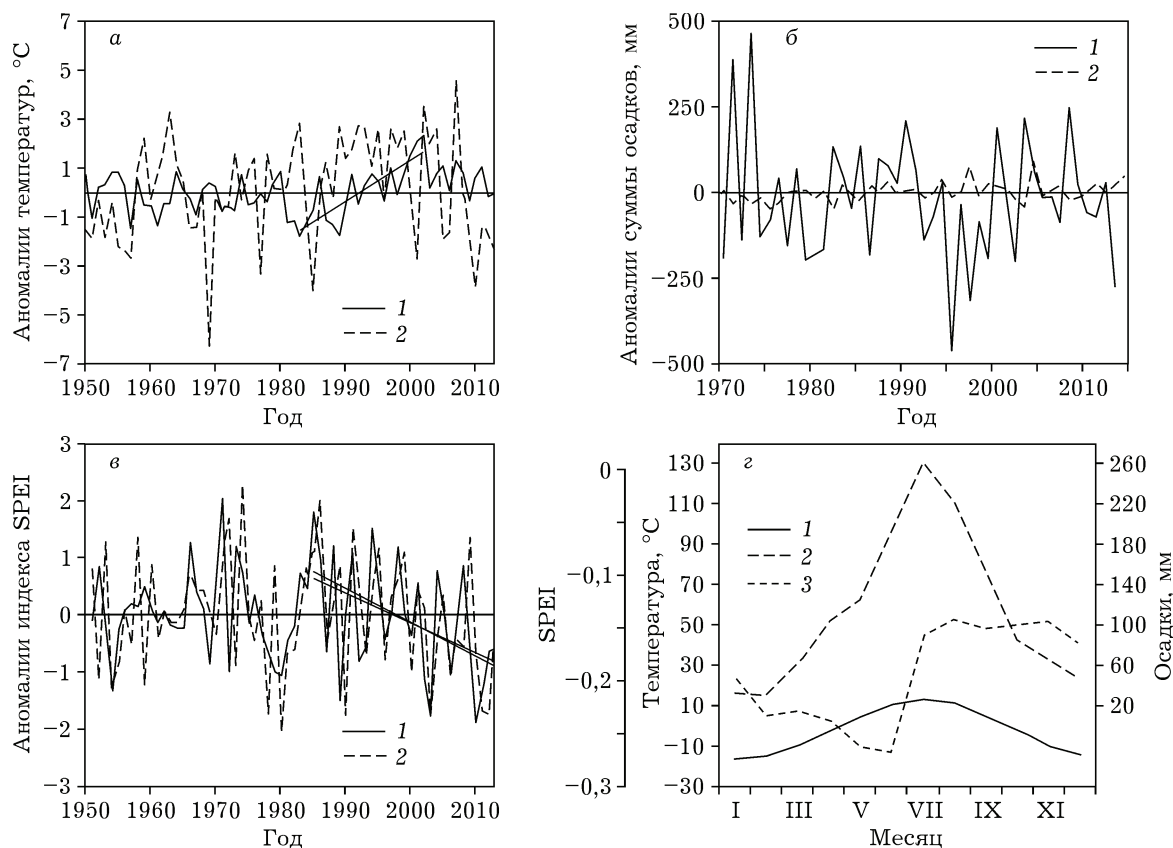 а
Аномалии температур, °C
7
5
3
1
0
−1
−3
−5
−7
1
2
1950 1960 1970 1980 1990 2000 2010
Год
б
Аномалии суммы осадков, мм
500
250
0
−250
−500
1
2
1970 1980 1990 2000 2010
Год
в
Аномалии индекса SPEI
3
2
1
0
−1
−2
−3
1
2
1950 1960 1970 1980 1990 2000 2010
Год
г
SPEI
0
−0,1
−0,2
−0,3
Температура, °C
130
110
90
70
50
30
10
−10
−30
1
2
3
260
220
180
140
100
60
20
Осадки, мм
I III V VII IX XI
Месяц